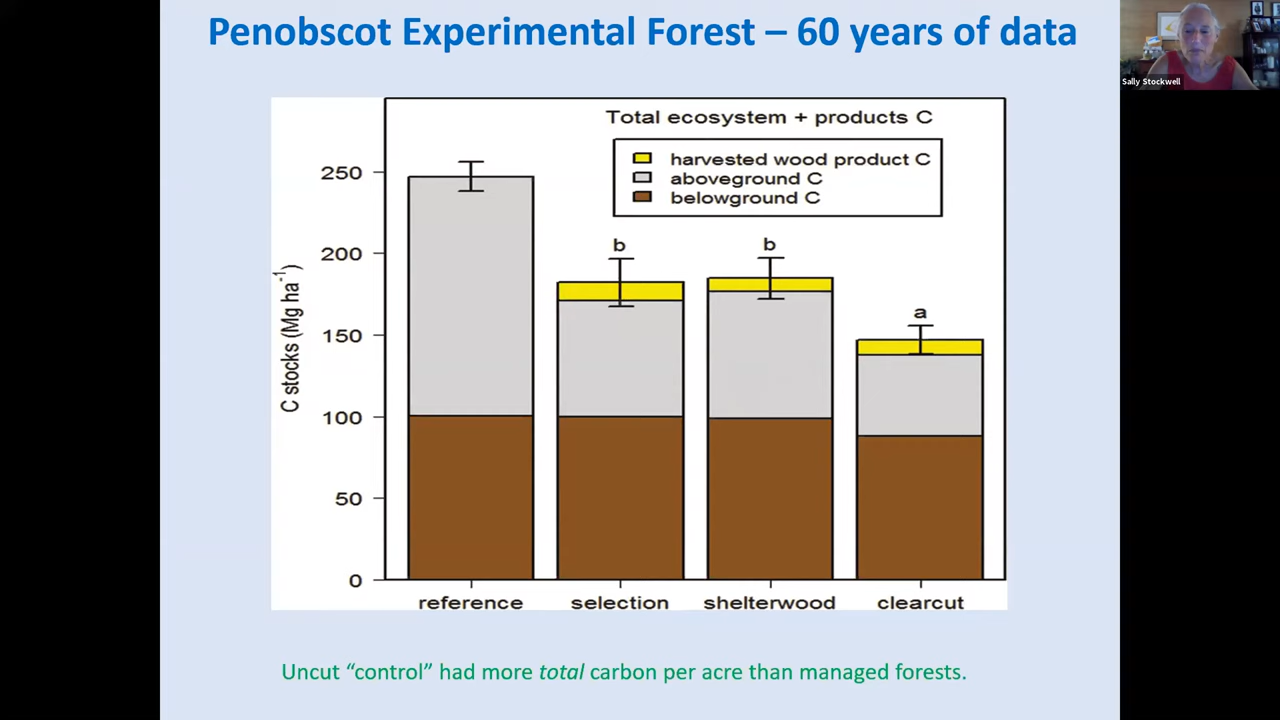 Penobscot Experimental Forest – 60 years of data
Sally Stockwell
Total ecosystem + products C
harvested wood product C
aboveground C
belowground C
C stocks (Mg ha-1)
250
200
150
100
50
0
b
b
a
reference
selection
shelterwood
clearcut
Uncut “control” had more total carbon per acre than managed forests.